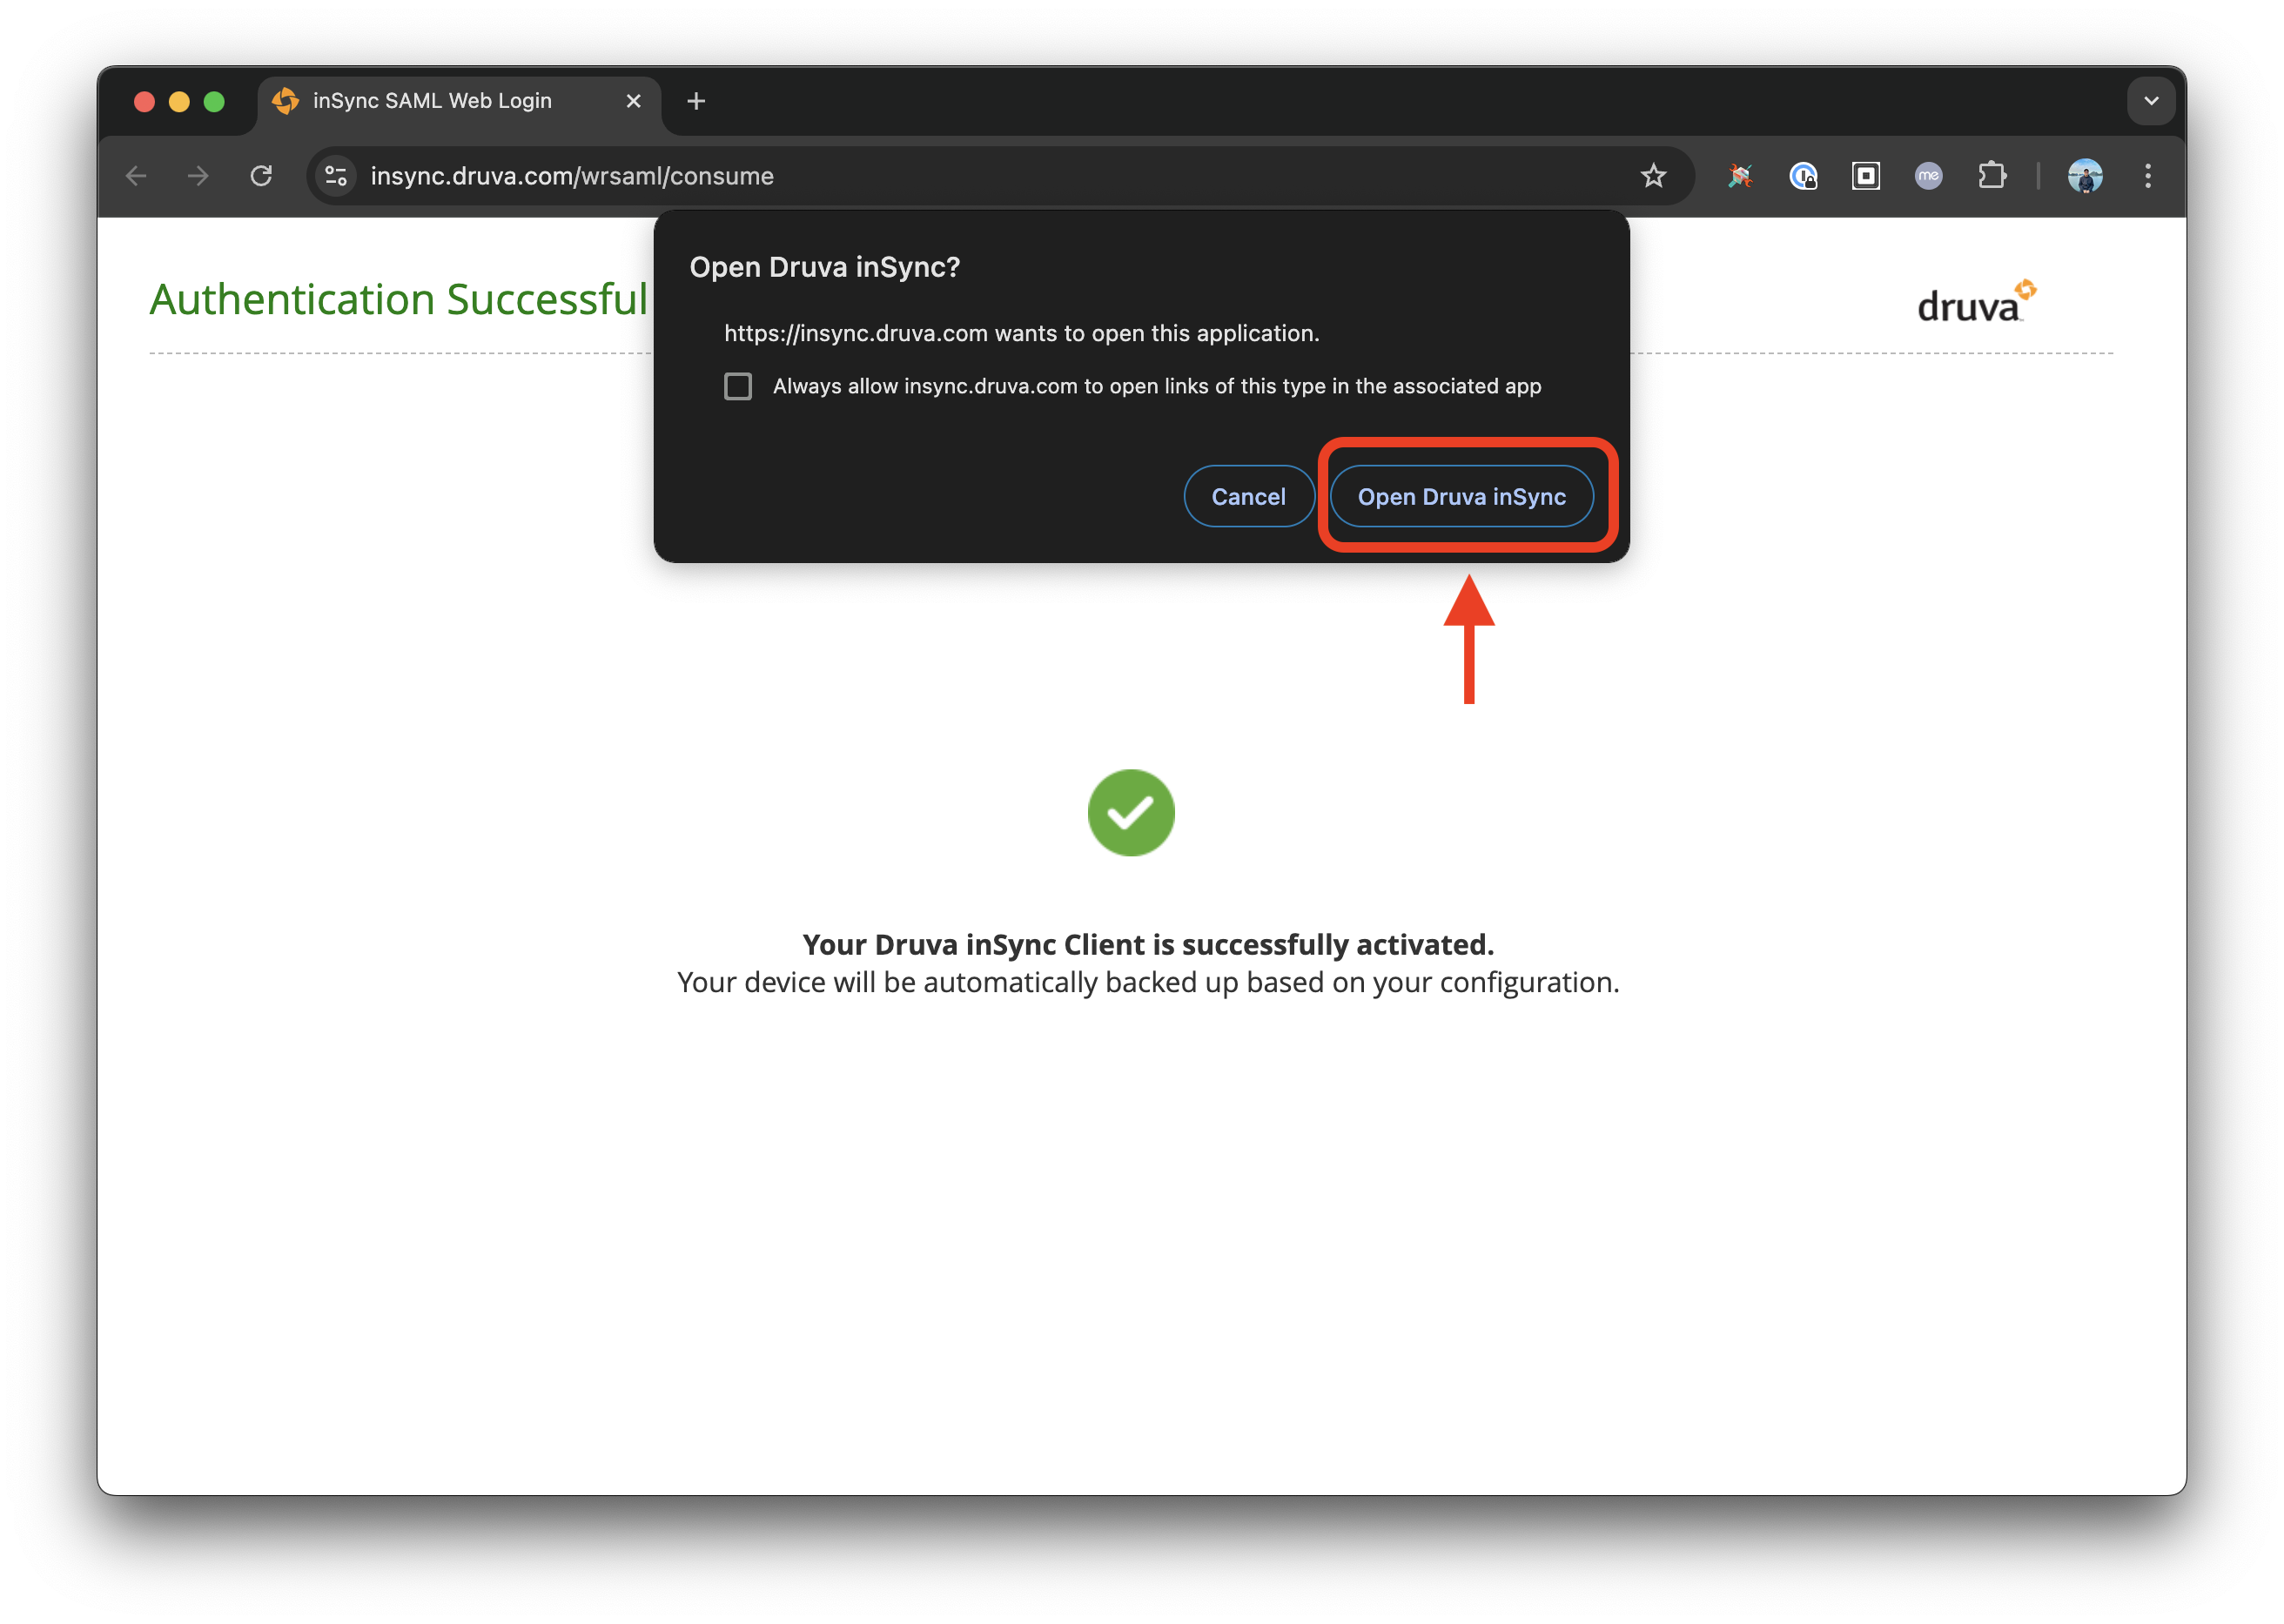 inSync SAML Web Login
insync.druva.com/wrsaml/consume
me
Open Druva inSync?
Authentication Successful
druva
https://insync.druva.com wants to open this application.
Always allow insync.druva.com to open links of this type in the associated app
Cancel
Open Druva inSync
Your Druva inSync Client is successfully activated.
Your device will be automatically backed up based on your configuration.